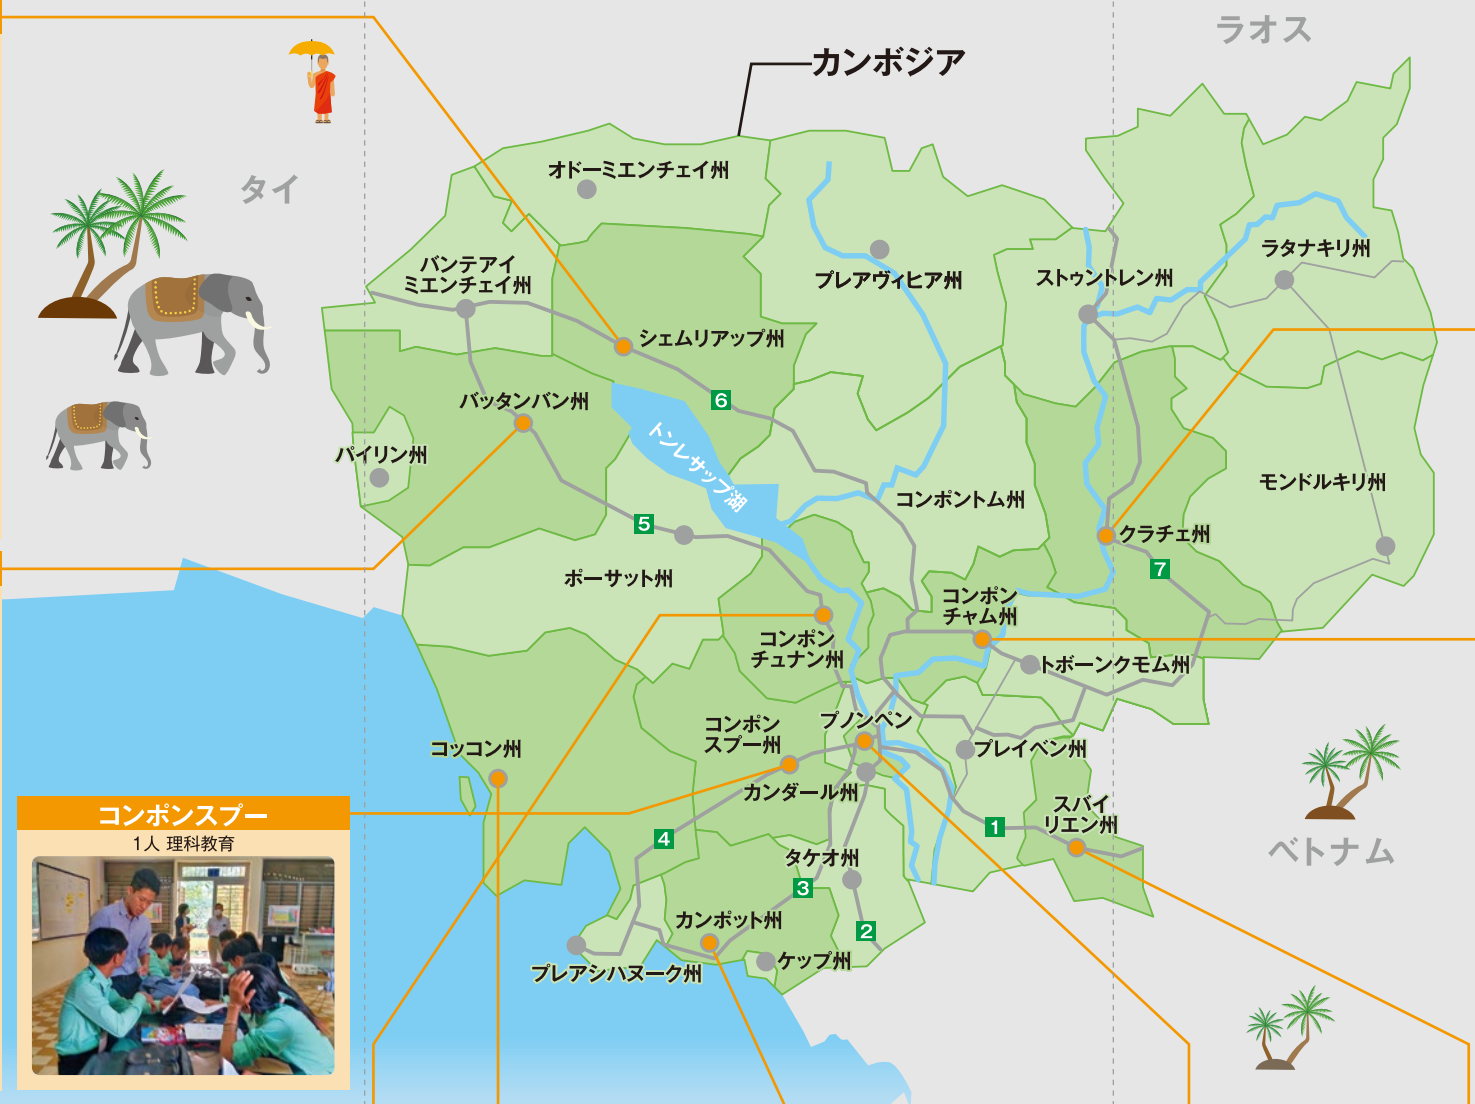 ラオス
カンボジア
タイ
オドーミエンチェイ州
バンテアイ
ミエンチェイ州
プレアヴィヒア州
ストゥントレン州
ラタナキリ州
シェムリアップ州
6
バッタンバン州
パイリン州
トンレサップ湖
コンポントム州
モンドルキリ州
5
クラチェ州
7
ポーサット州
コンポン
チャム州
コンポン
チュナン州
トボーンクモム州
コンポン
スプー州
プノンペン
プレイベン州
コッコン州
カンダール州
スバイ
リエン州
1
4
タケオ州
3
2
カンポット州
ケップ州
プレアシハヌーク州
ベトナム
コンポンスプー
1人 理科教育